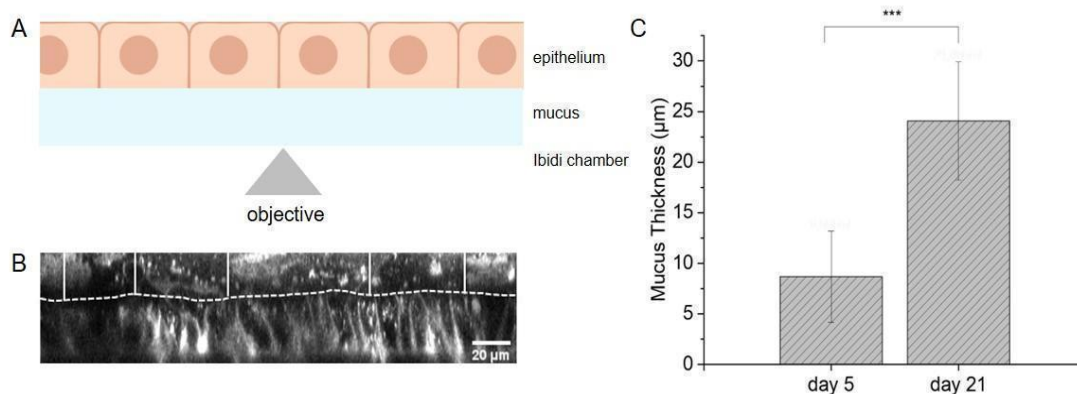 A
epithelium
mucus
Ibidi chamber
objective
B
20 µm
C
***
Mucus Thickness (µm)
30
25
20
15
10
5
0
day 5
day 21